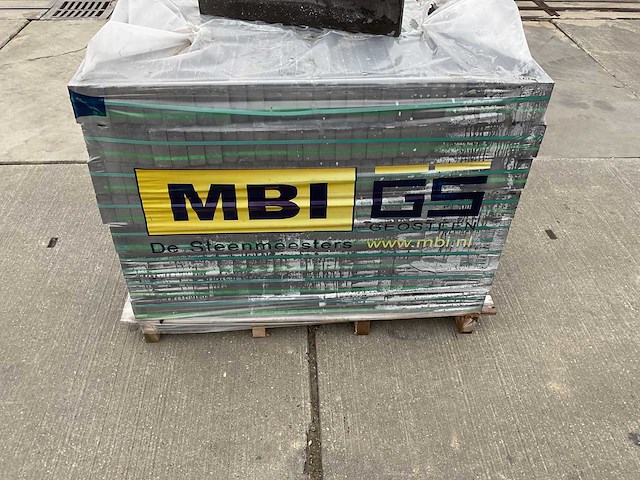 MBI
De Steenmeesters
GS
GEOSTEEN
www.mbi.nl